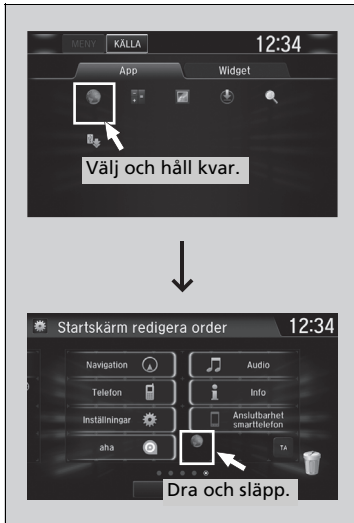 MENY KÄLLA 12:34
App Widget
Välj och håll kvar.
Startskärm redigera order 12:34
Navigation Audio
Telefon Info
Inställningar Anslutbarhet
smarttelefon
aha TA
Dra och släpp.